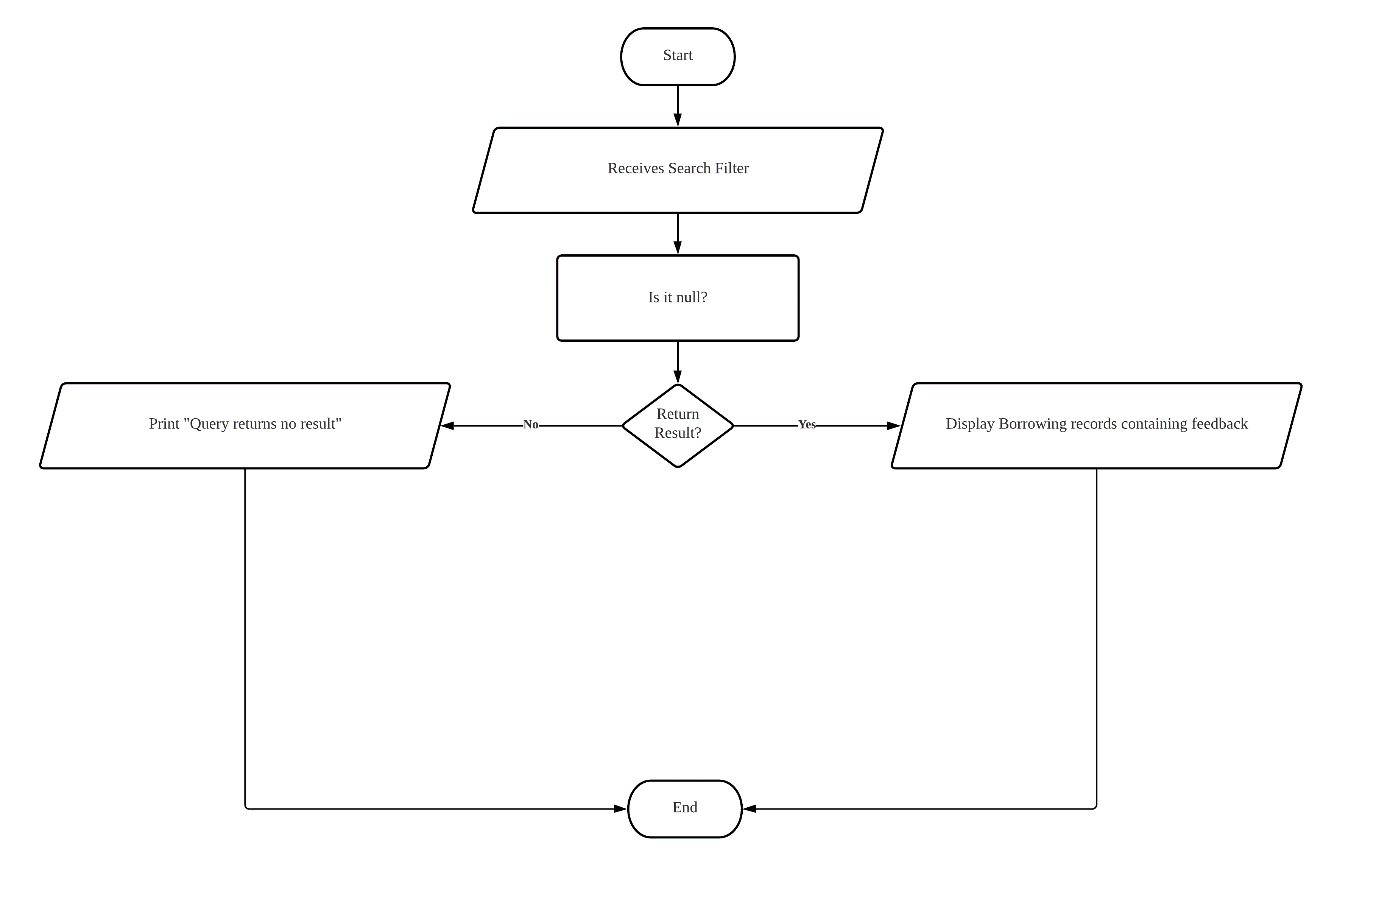 Start
Receives Search Filter
Is it null?
Print "Query returns no result"
No
Return
Result?
Yes
Display Borrowing records containing feedback
End